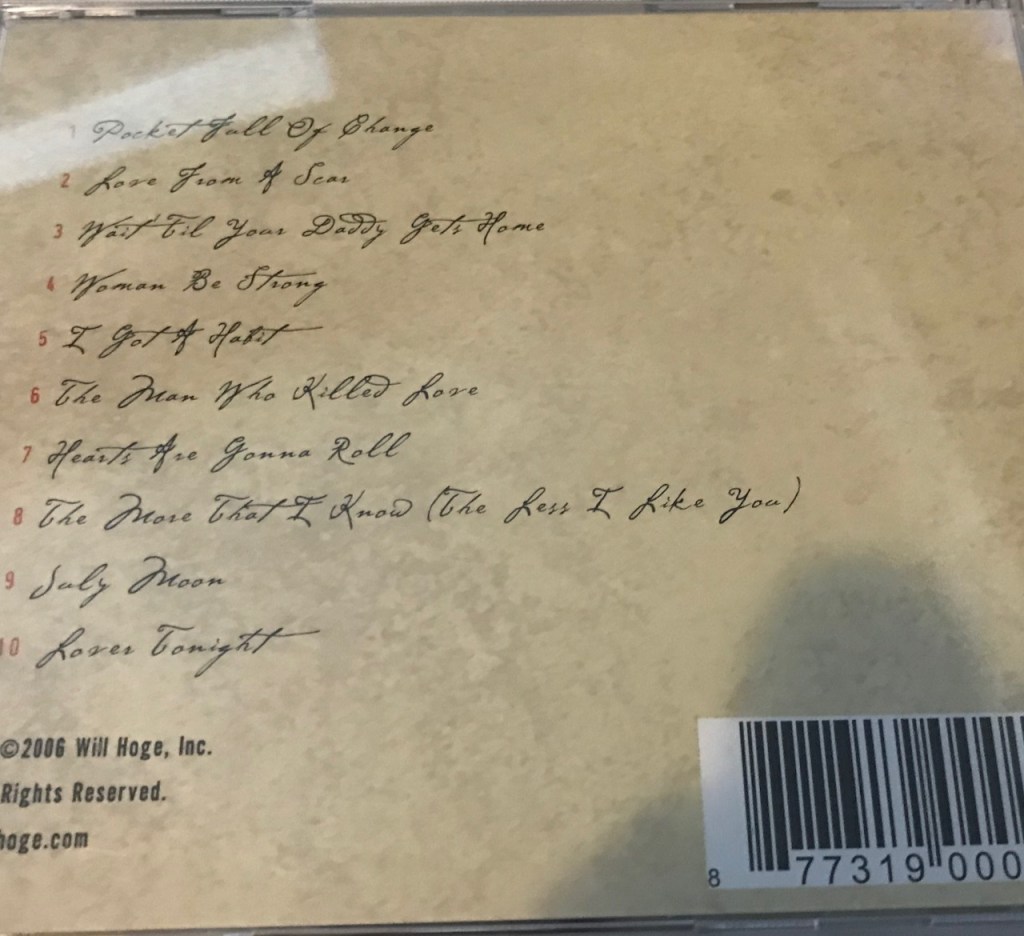 1 Pocket Full Of Change
2 Love From A Scar
3 Wait 'Til Your Daddy Gets Home
4 Woman Be Strong
5 I Got A Habit
6 The Man Who Killed Love
7 Hearts Are Gonna Roll
8 The More That I Know (The Less I Like You)
9 July Moon
10 Lover Tonight
©2006 Will Hoge, Inc.
Rights Reserved.
hoge.com
8 77319 000